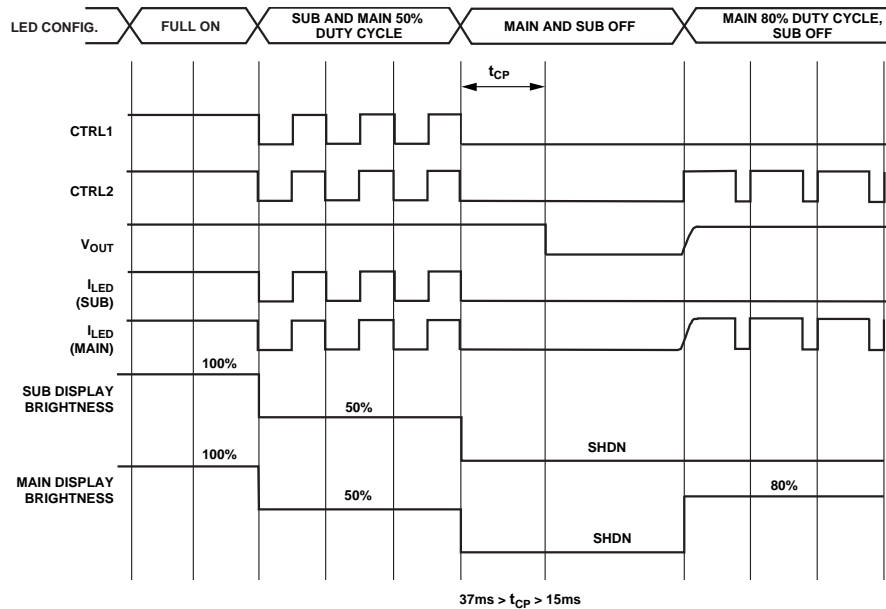 LED CONFIG.
FULL ON
SUB AND MAIN 50%
DUTY CYCLE
MAIN AND SUB OFF
MAIN 80% DUTY CYCLE,
SUB OFF
tCP
CTRL1
CTRL2
VOUT
ILED
(SUB)
ILED
(MAIN)
100%
SUB DISPLAY
BRIGHTNESS
50%
SHDN
100%
MAIN DISPLAY
BRIGHTNESS
50%
80%
SHDN
37ms > tCP > 15ms